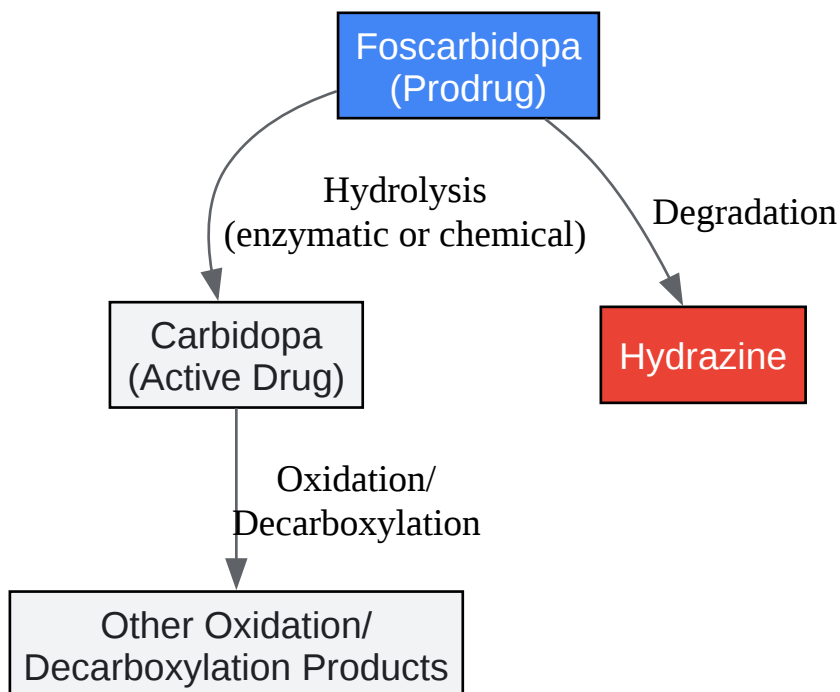 Foscarbidopa
(Prodrug)
Hydrolysis
(enzymatic or chemical)
Degradation
Carbidopa
(Active Drug)
Hydrazine
Oxidation/
Decarboxylation
Other Oxidation/
Decarboxylation Products